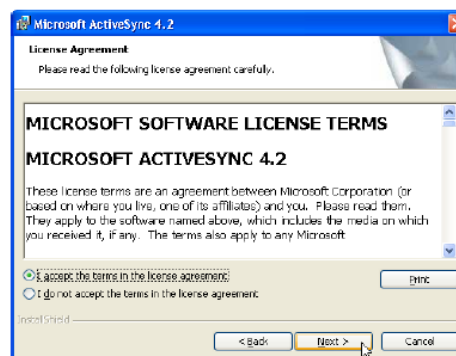 Microsoft ActiveSync 4.2
License Agreement
Please read the following license agreement carefully.
MICROSOFT SOFTWARE LICENSE TERMS
MICROSOFT ACTIVESYNC 4.2
These license terms are an agreement between Microsoft Corporation (or
based on where you live, one of its affiliates) and you. Please read them.
They apply to the software named above, which includes the media on which
you received it, if any. The terms also apply to any Microsoft
I accept the terms in the license agreement
Print
I do not accept the terms in the license agreement
InstallShield
< Back
Next >
Cancel